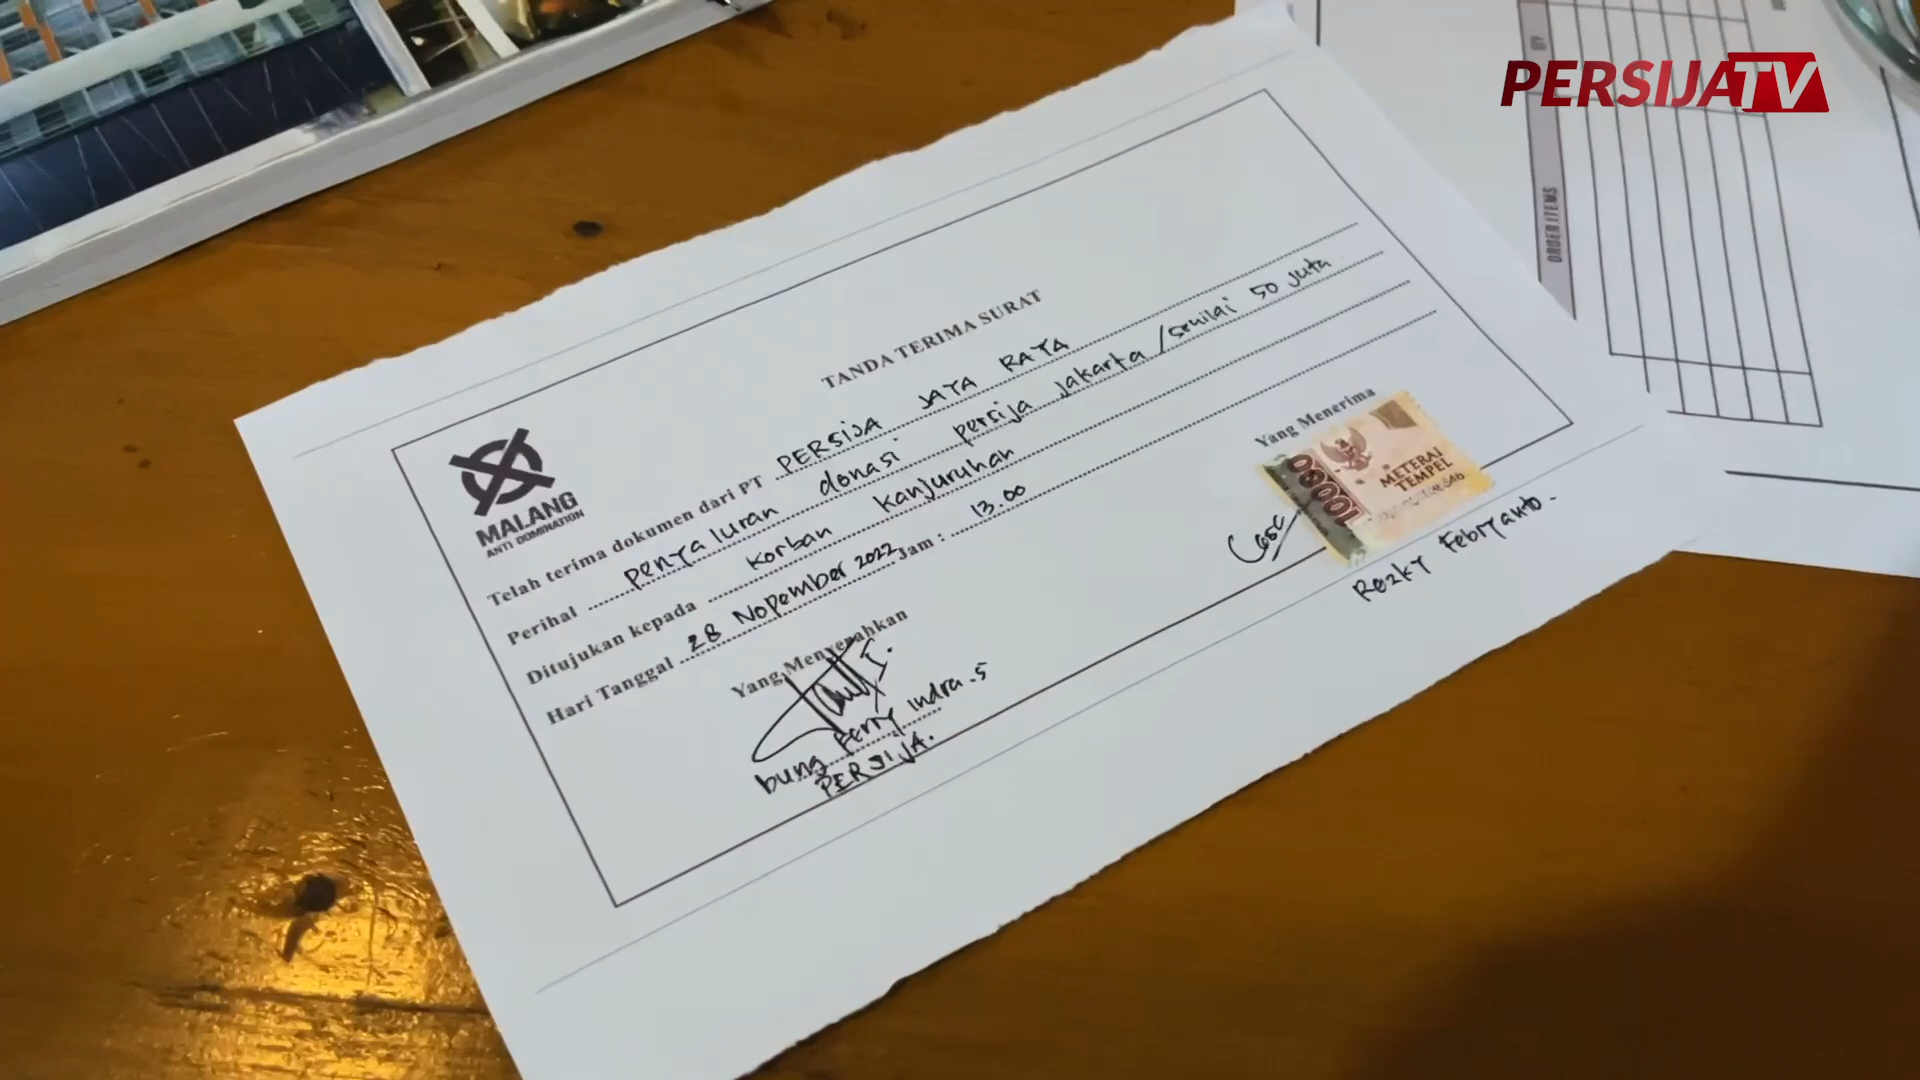 PERSIJATV
QTY
ORDER ITEMS
MALANG
ANTI DOMINATION
TANDA TERIMA SURAT
Telah terima dokumen dari PT PERSIJA JAYA RAYA
Perihal penyaluran donasi persija jakarta / senilai 50 juta
Ditujukan kepada korban kanjuruhan
Hari Tanggal 28 Nopember 2022 Jam : 13.00
Yang Menyerahkan
bung Ferry Indra.S
PERSIJA.
Yang Menerima
10000
METERAI
TEMPEL
Rezky Febryanto.